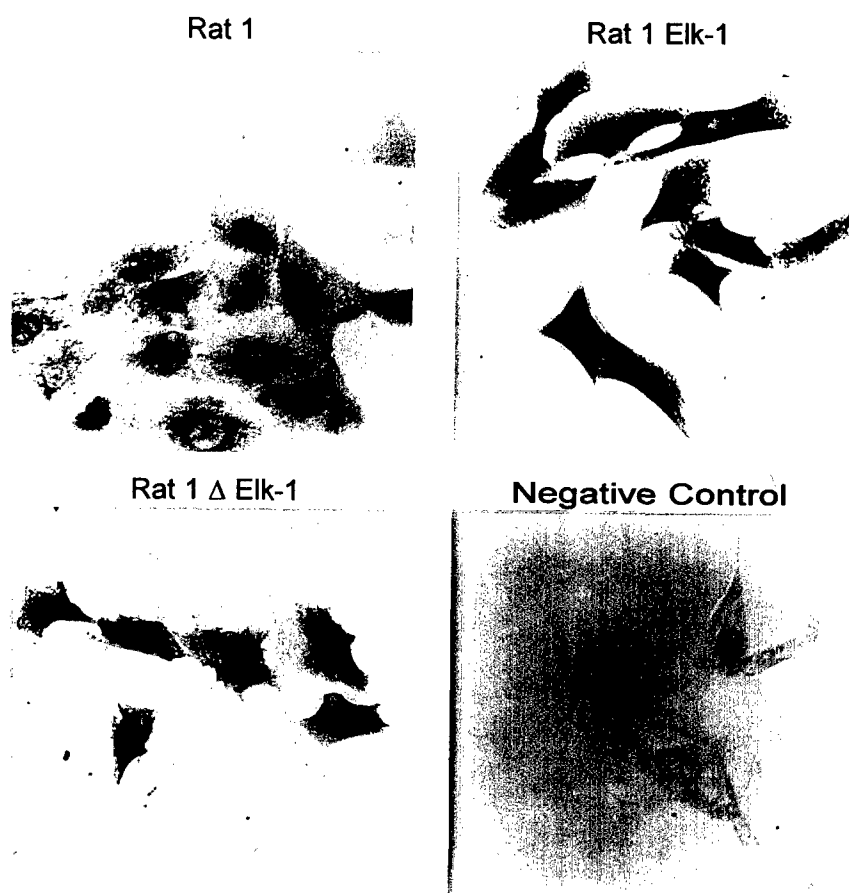 Rat 1
Rat 1 Elk-1
Rat 1 Δ Elk-1
Negative Control